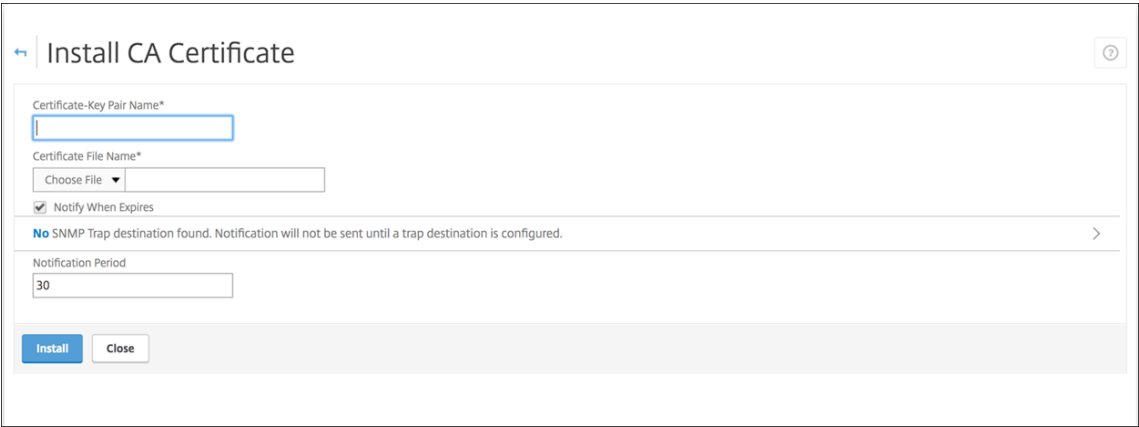 Install CA Certificate
?
Certificate-Key Pair Name*
Certificate File Name*
Choose File
Notify When Expires
No SNMP Trap destination found. Notification will not be sent until a trap destination is configured.
Notification Period
30
Install Close